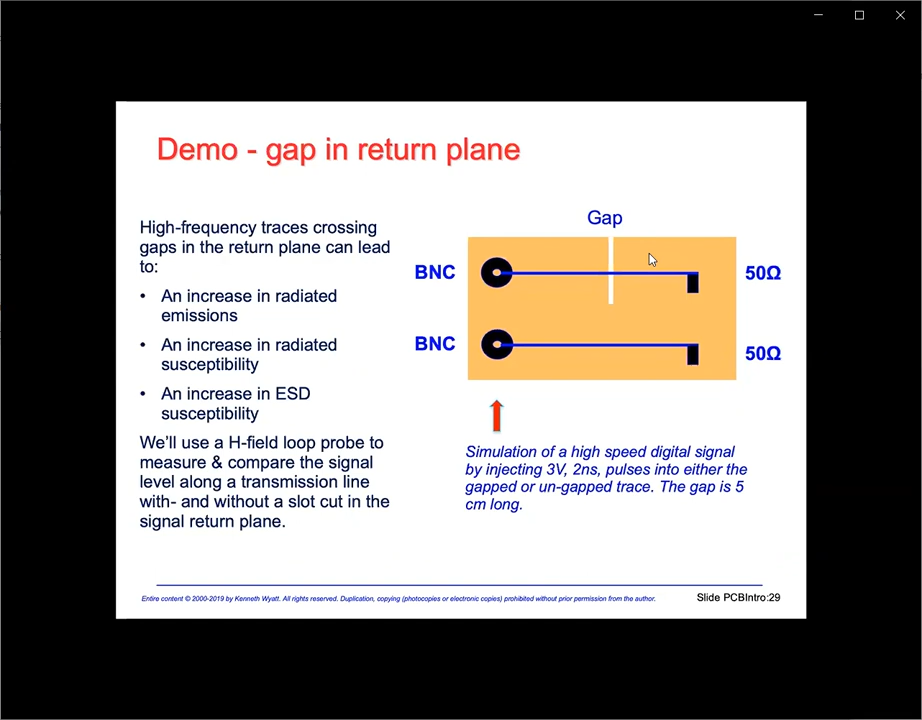 Demo - gap in return plane
High-frequency traces crossing
gaps in the return plane can lead
to:
• An increase in radiated
emissions
• An increase in radiated
susceptibility
• An increase in ESD
susceptibility
We'll use a H-field loop probe to
measure & compare the signal
level along a transmission line
with- and without a slot cut in the
signal return plane.
Gap
BNC
50Ω
BNC
50Ω
Simulation of a high speed digital signal
by injecting 3V, 2ns, pulses into either the
gapped or un-gapped trace. The gap is 5
cm long.
Entire content © 2000-2019 by Kenneth Wyatt. All rights reserved. Duplication, copying (photocopies or electronic copies) prohibited without prior permission from the author.
Slide PCBIntro:29